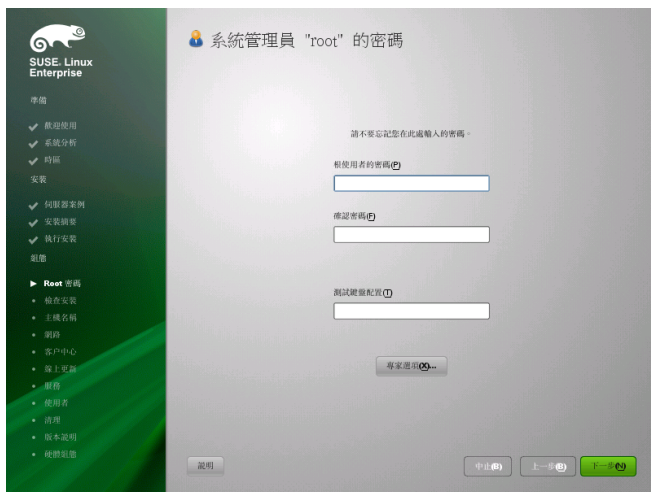 SUSE. Linux
Enterprise
準備
歡迎使用
系統分析
時區
安裝
伺服器案例
安裝摘要
執行安裝
組態
Root 密碼
檢查安裝
主機名稱
網路
客戶中心
線上更新
服務
使用者
清理
版本說明
硬體組態
系統管理員 "root" 的密碼
請不要忘記您在此處輸入的密碼。
根使用者的密碼(P)
確認密碼(F)
測試鍵盤配置(T)
專家選項(X)...
說明
中止(R)
上一步(B)
下一步(N)